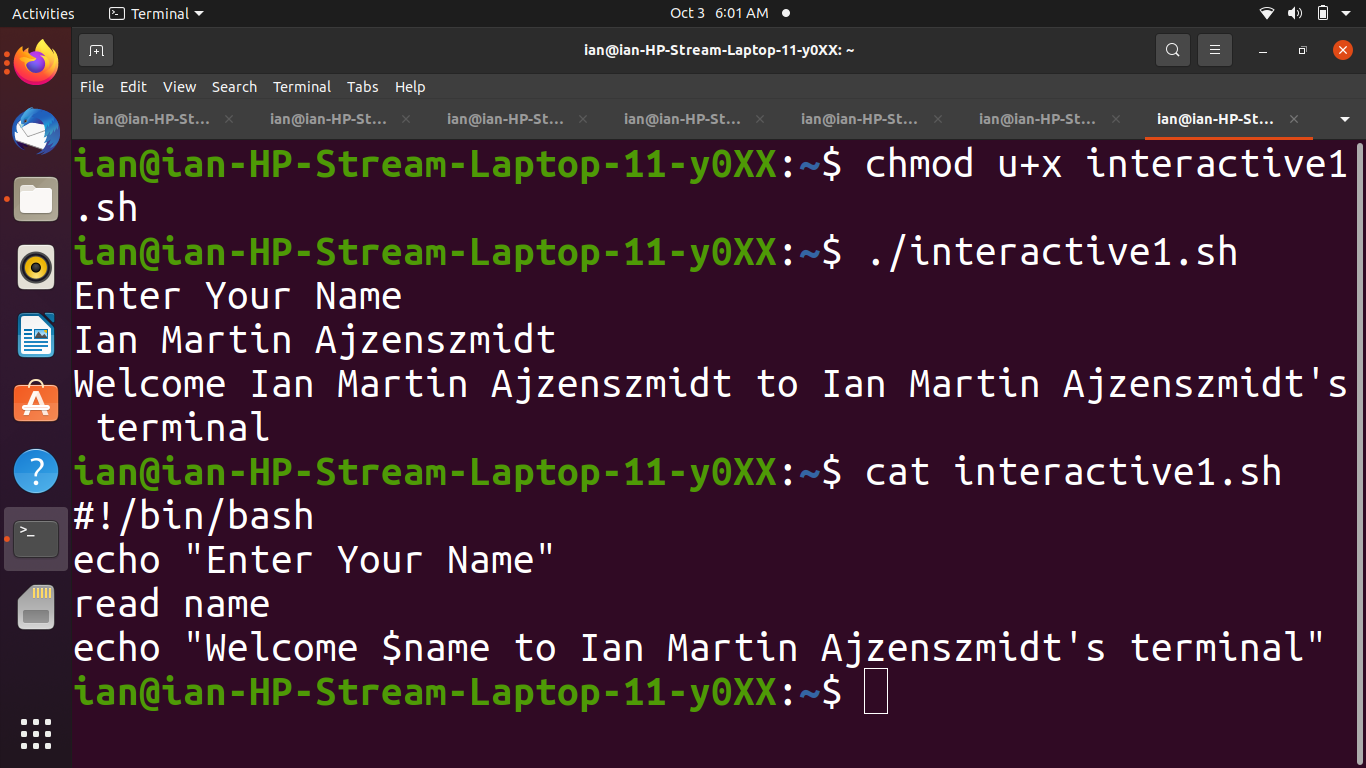 Activities Terminal Oct 3 6:01 AM
ian@ian-HP-Stream-Laptop-11-y0XX: ~
File Edit View Search Terminal Tabs Help
ian@ian-HP-St... ian@ian-HP-St... ian@ian-HP-St... ian@ian-HP-St... ian@ian-HP-St... ian@ian-HP-St... ian@ian-HP-St...
ian@ian-HP-Stream-Laptop-11-y0XX:~$ chmod u+x interactive1
.sh
ian@ian-HP-Stream-Laptop-11-y0XX:~$ ./interactive1.sh
Enter Your Name
Ian Martin Ajzenszmidt
Welcome Ian Martin Ajzenszmidt to Ian Martin Ajzenszmidt's
 terminal
ian@ian-HP-Stream-Laptop-11-y0XX:~$ cat interactive1.sh
#!/bin/bash
echo "Enter Your Name"
read name
echo "Welcome $name to Ian Martin Ajzenszmidt's terminal"
ian@ian-HP-Stream-Laptop-11-y0XX:~$